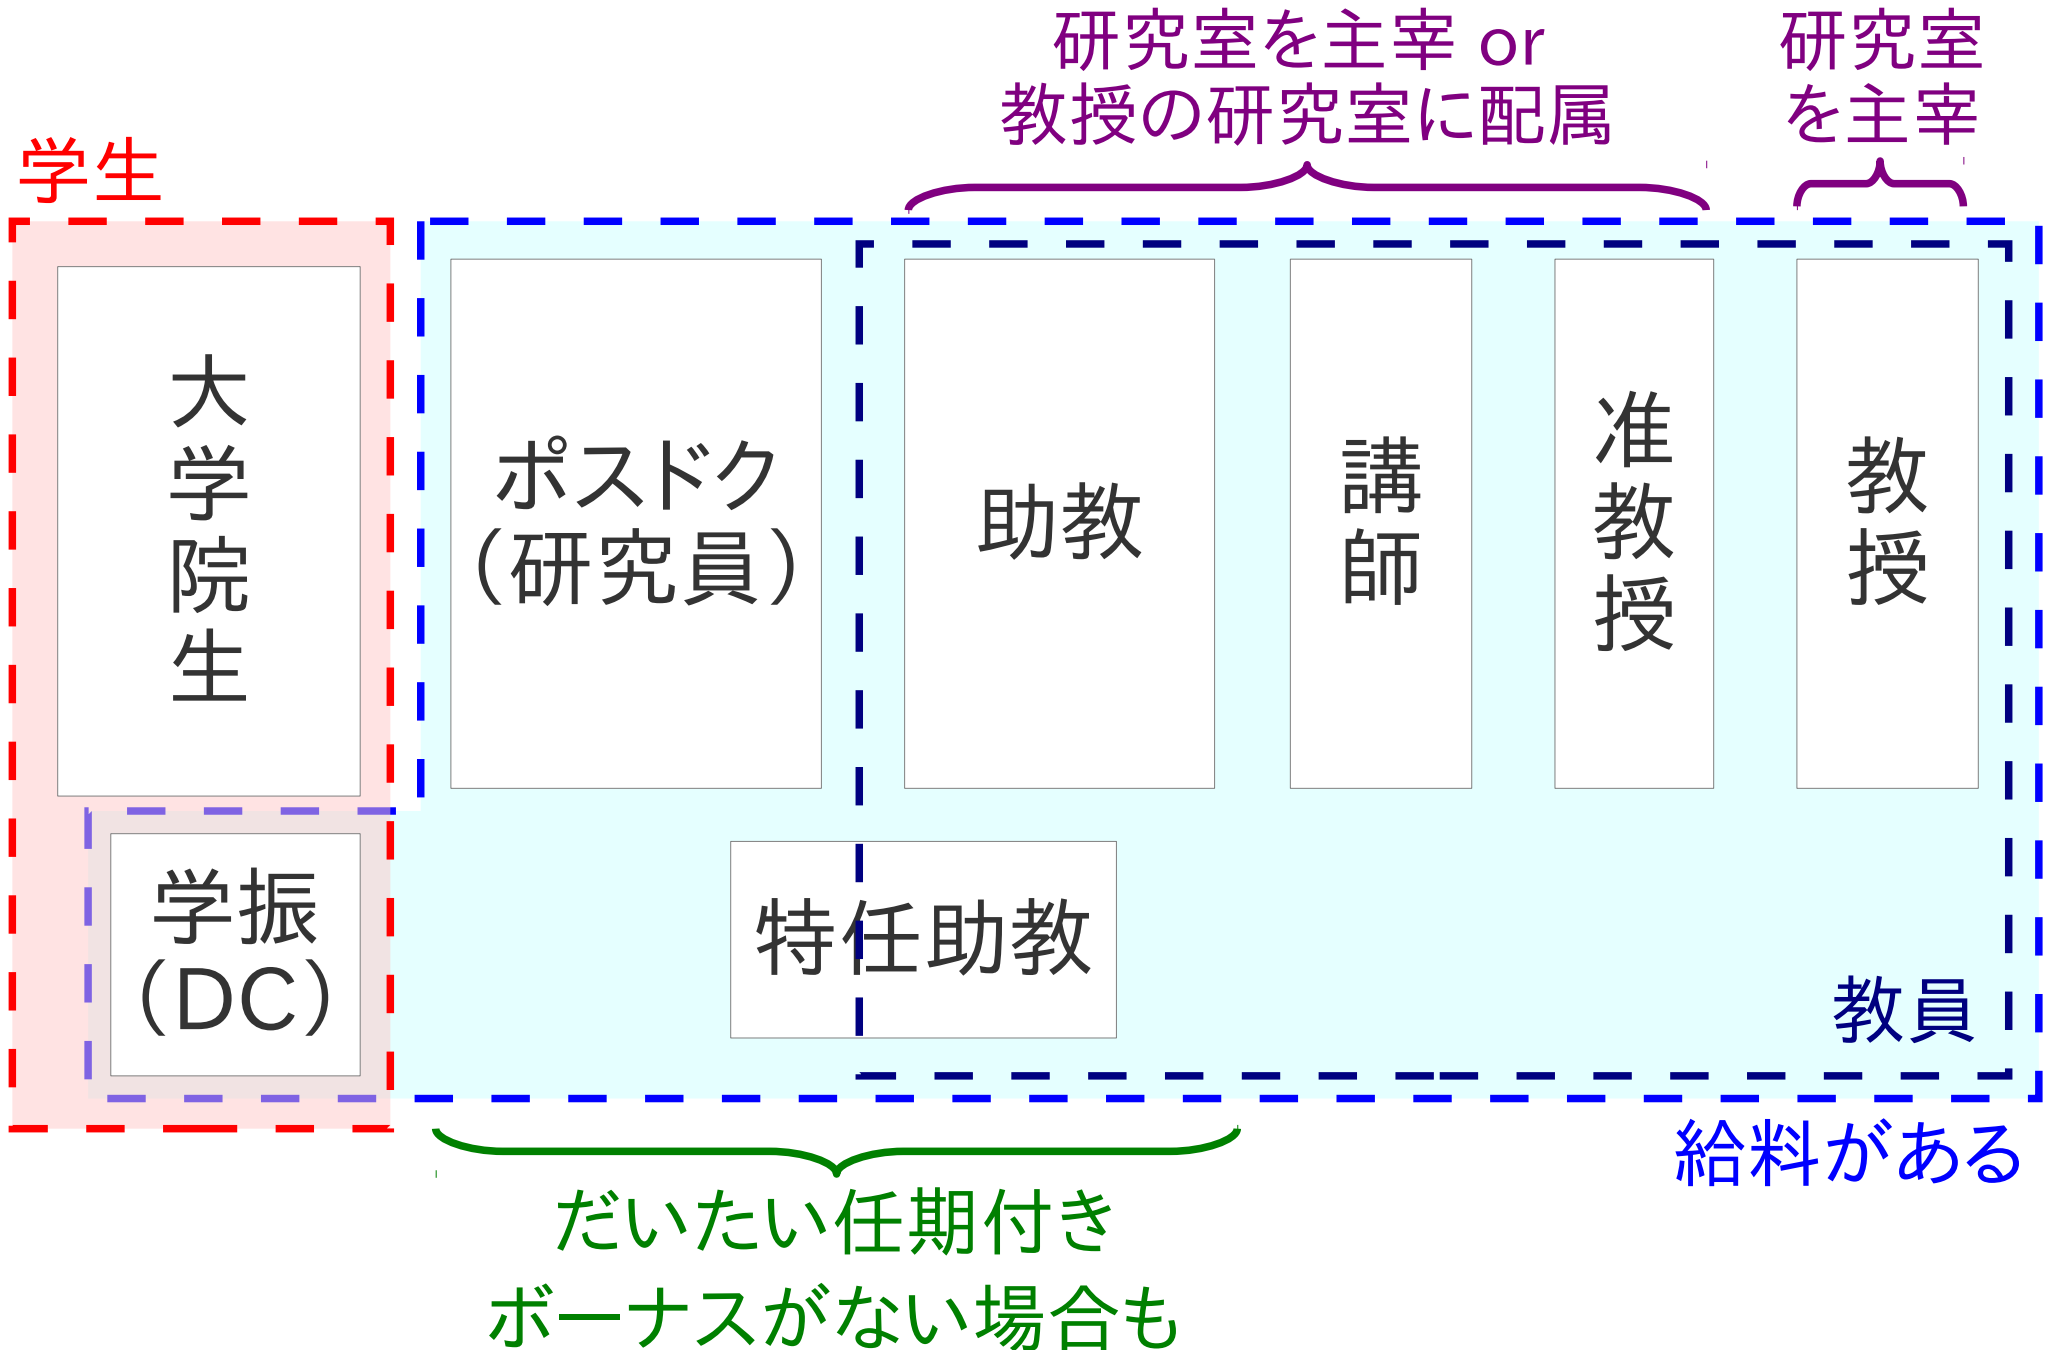 研究室を主宰 or
教授の研究室に配属
研究室
を主宰
学生
大学院生
ポスドク
（研究員）
助教
講師
准教授
教授
学振
（DC）
特任助教
教員
給料がある
だいたい任期付き
ボーナスがない場合も